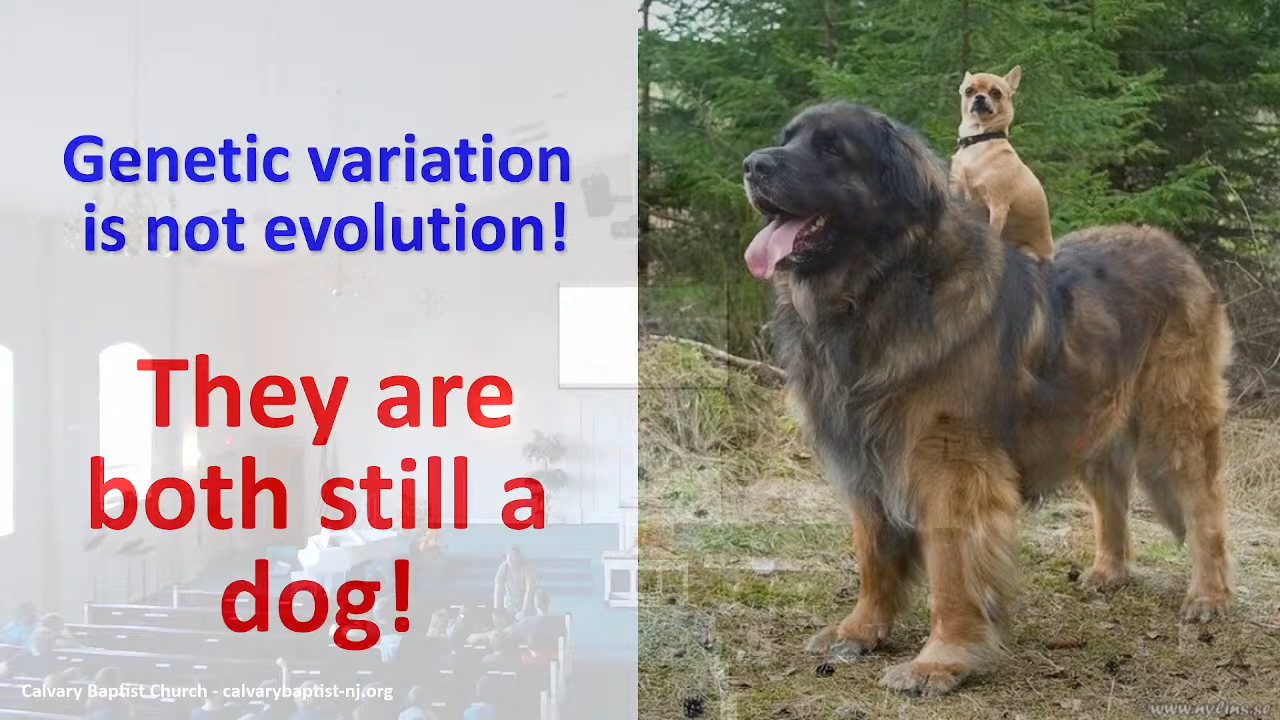 Genetic variation
is not evolution!
They are
both still a
dog!
Calvary Baptist Church - calvarybaptist-nj.org
www.nylins.se